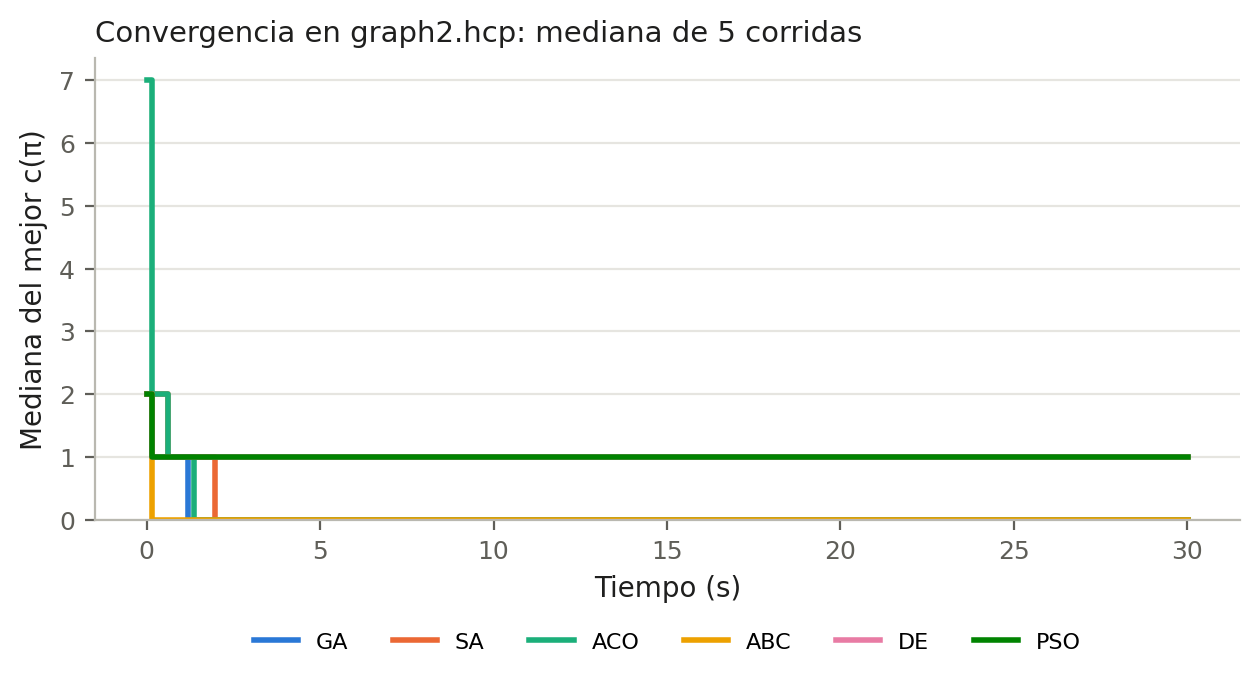 Convergencia en graph2.hcp: mediana de 5 corridas
Mediana del mejor c(π)
7
6
5
4
3
2
1
0
0 5 10 15 20 25 30
Tiempo (s)
GA SA ACO ABC DE PSO